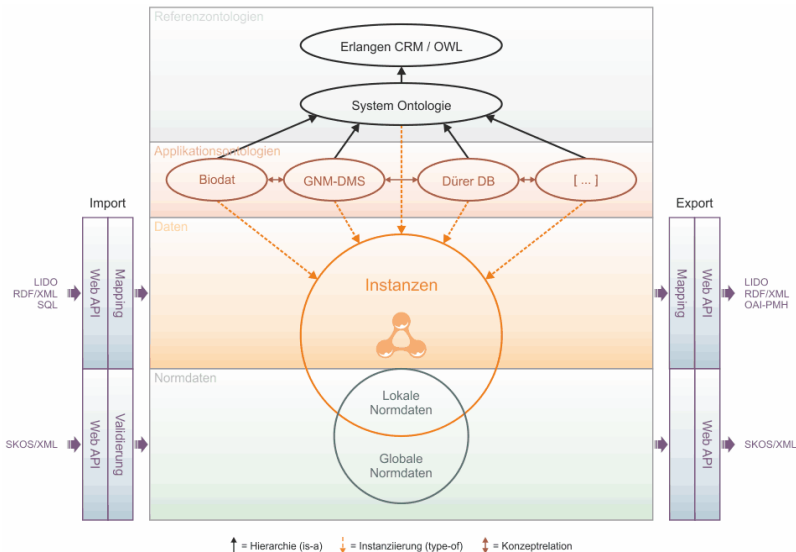 Referenzontologien
Erlangen CRM / OWL
System Ontologie
Applikationsontologien
Biodat
GNM-DMS
Dürer DB
[ ... ]
Import
Export
Daten
Instanzen
LIDO
RDF/XML
SQL
Web API
Mapping
Mapping
Web API
LIDO
RDF/XML
OAI-PMH
Normdaten
Lokale
Normdaten
Globale
Normdaten
SKOS/XML
Web API
Validierung
Web API
SKOS/XML
= Hierarchie (is-a)
= Instanziierung (type-of)
= Konzeptrelation